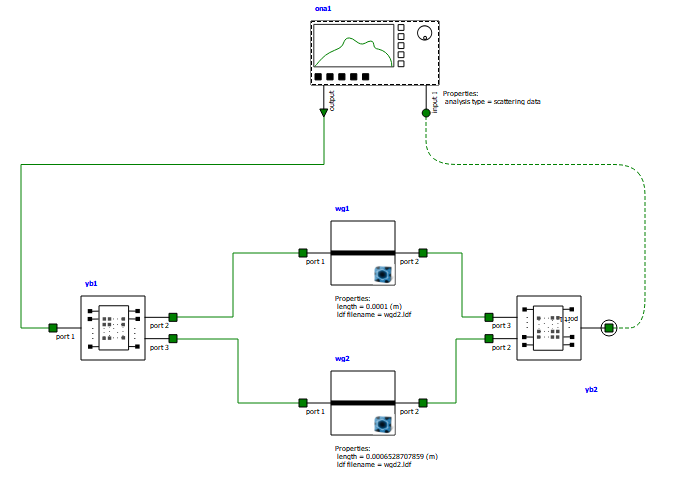 ona1
output
input 1
Properties:
analysis type = scattering data
wg1
port 1
port 2
Properties:
length = 0.0001 (m)
ldf filename = wgd2.ldf
yb1
port 1
port 2
port 3
port 3
port 2
port 1
yb2
wg2
port 1
port 2
Properties:
length = 0.0006528707859 (m)
ldf filename = wgd2.ldf